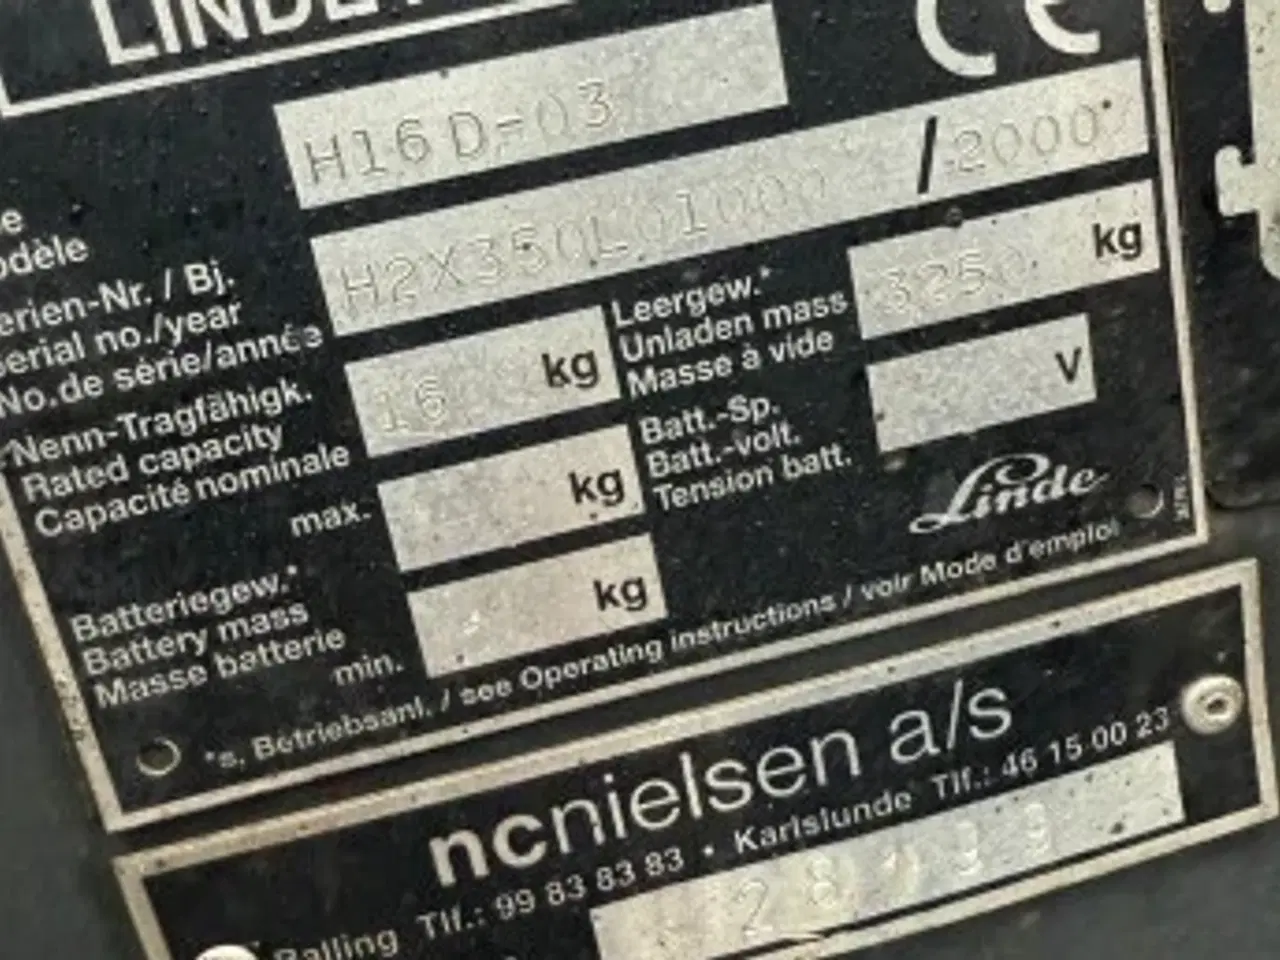 LINDE
CE
H16D-03
odèle
H2X350L01000 / 2000
erien-Nr. / Bj.
Serial no./year
No.de série/année
Leergew.* kg
Unladen mass 3250
Masse à vide
Nenn-Tragfähigk. kg
Rated capacity 16
Capacité nominale
Batt.-Sp. V
Batt.-volt.
Tension batt.
max. kg
Linde
Batteriegew.*
Battery mass
Masse batterie
min. kg
*s. Betriebsanl. / see Operating instructions / voir Mode d'emploi
ncnielsen a/s
Balling Tlf.: 99 83 83 83 • Karlslunde Tlf.: 46 15 00 23